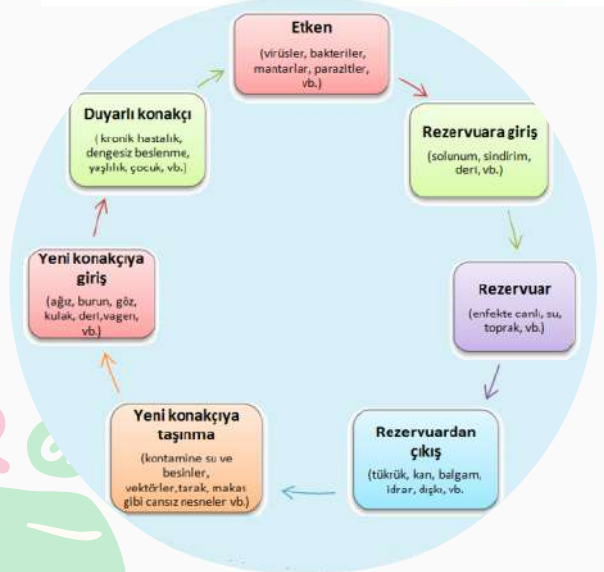 Etken
(virüsler, bakteriler,
mantarlar, parazitler,
vb.)
Rezervuara giriş
(solunum, sindirim,
deri, vb.)
Rezervuar
(enfekte canlı, su,
toprak, vb.)
Rezervuardan
çıkış
(tükrük, kan, balgam,
idrar, dışkı, vb.
Yeni konakçıya
taşınma
(kontamine su ve
besinler,
vektörler,tarak, makas
gibi cansız nesneler vb.)
Yeni konakçıya
giriş
(ağız, burun, göz,
kulak, deri,vagen,
vb.)
Duyarlı konakçı
( kronik hastalık,
dengesiz beslenme,
yaşlılık, çocuk, vb.)